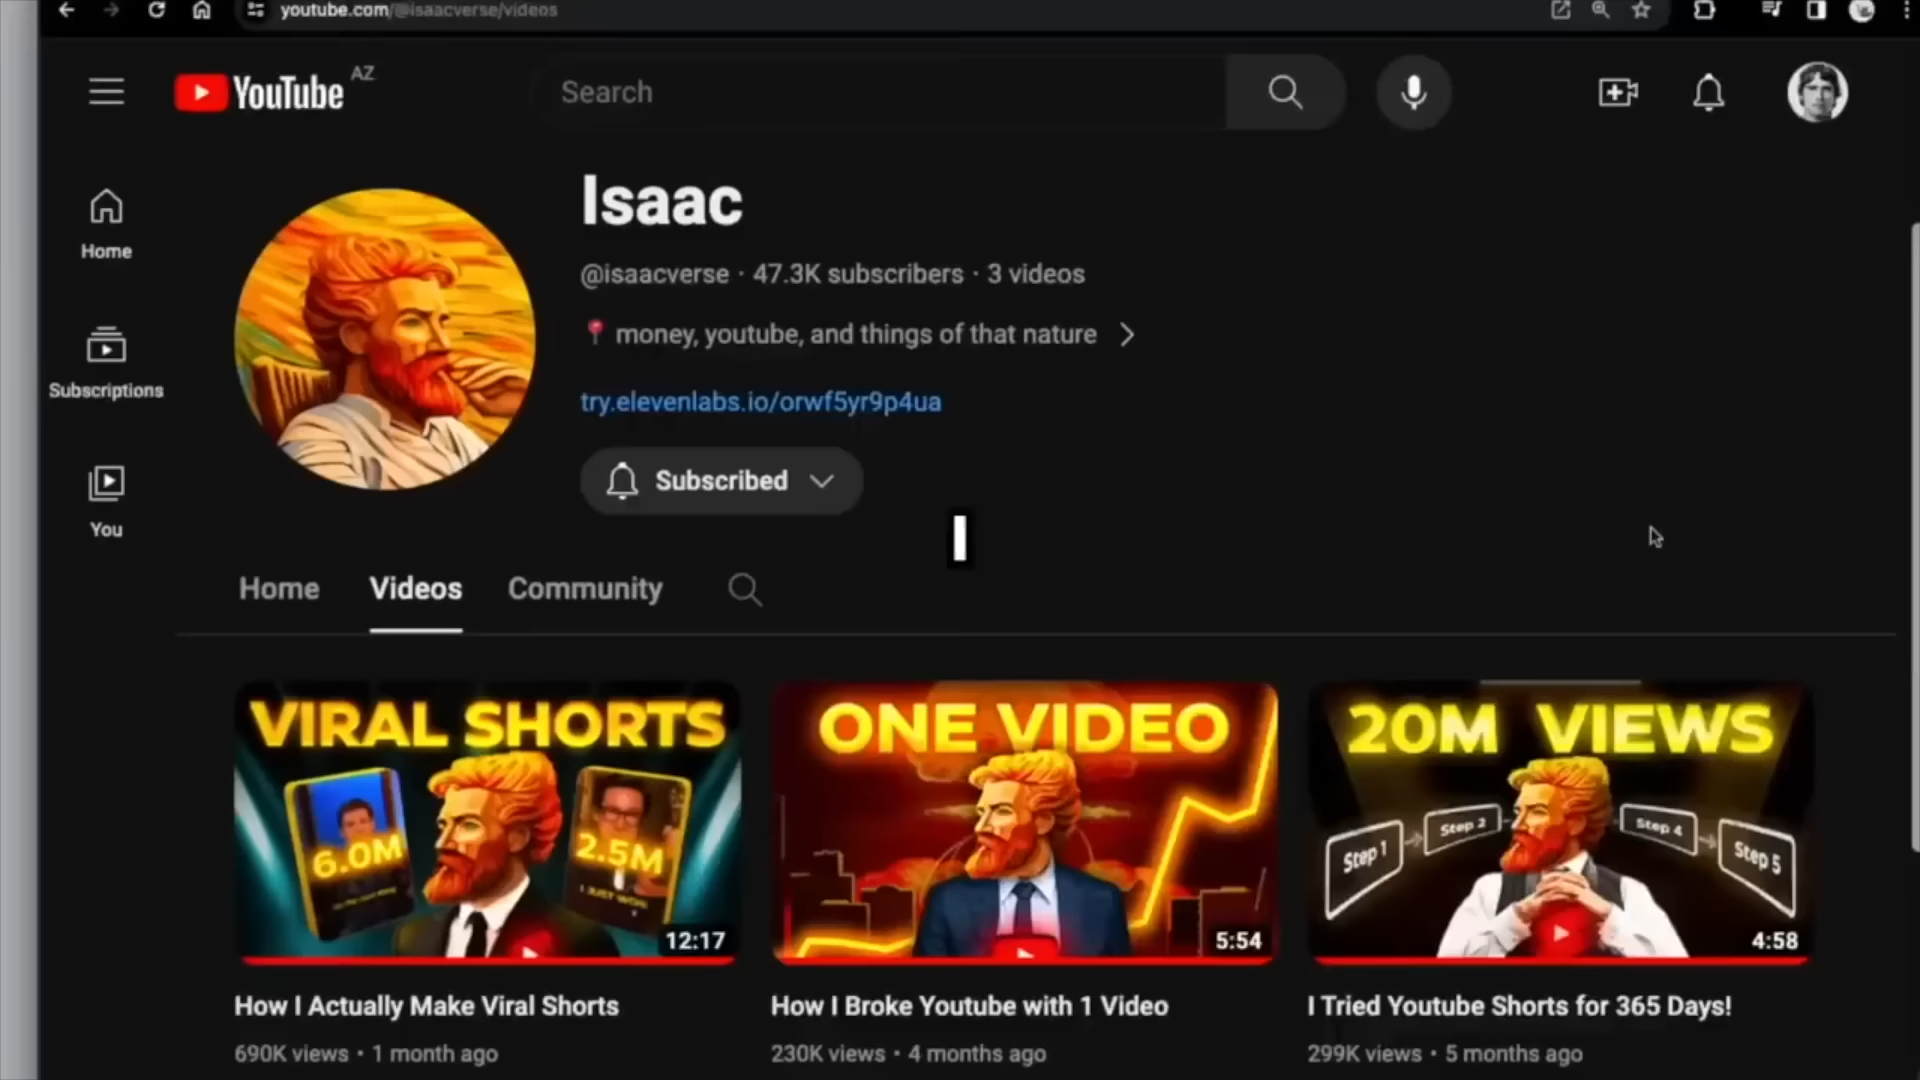 youtube.com/@isaacverse/videos
YouTube AZ
Search
Home
Subscriptions
You
Isaac
@isaacverse · 47.3K subscribers · 3 videos
📍 money, youtube, and things of that nature
try.elevenlabs.io/orwf5yr9p4ua
Subscribed
I
Home Videos Community
VIRAL SHORTS
6.0M
2.5M
I JUST WON
12:17
ONE VIDEO
5:54
20M VIEWS
Step 1
Step 2
Step 4
Step 5
4:58
How I Actually Make Viral Shorts
690K views • 1 month ago
How I Broke Youtube with 1 Video
230K views • 4 months ago
I Tried Youtube Shorts for 365 Days!
299K views • 5 months ago